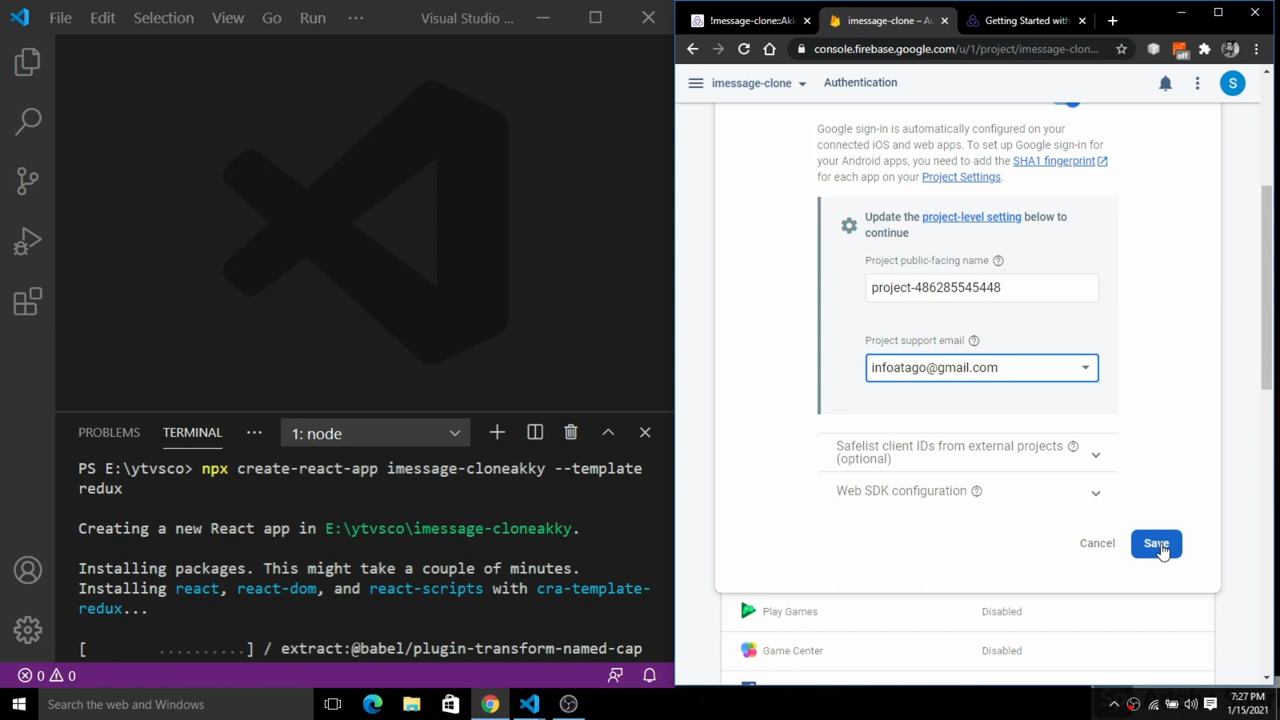 File Edit Selection View Go Run ··· Visual Studio ...
PROBLEMS TERMINAL ··· 1: node
PS E:\ytvsco> npx create-react-app imessage-cloneakky --template
redux
Creating a new React app in E:\ytvsco\imessage-cloneakky.
Installing packages. This might take a couple of minutes.
Installing react, react-dom, and react-scripts with cra-template-
redux...
[ ..........] / extract:@babel/plugin-transform-named-cap
0 0
!message-clone:Ak
imessage-clone – A
Getting Started with
console.firebase.google.com/u/1/project/imessage-clon...
off
imessage-clone Authentication S
Google sign-in is automatically configured on your
connected iOS and web apps. To set up Google sign-in for
your Android apps, you need to add the SHA1 fingerprint
for each app on your Project Settings.
Update the project-level setting below to
continue
Project public-facing name
project-486285545448
Project support email
infoatago@gmail.com
Safelist client IDs from external projects
(optional)
Web SDK configuration
Cancel Save
Play Games Disabled
Game Center Disabled
Search the web and Windows
7:27 PM
1/15/2021